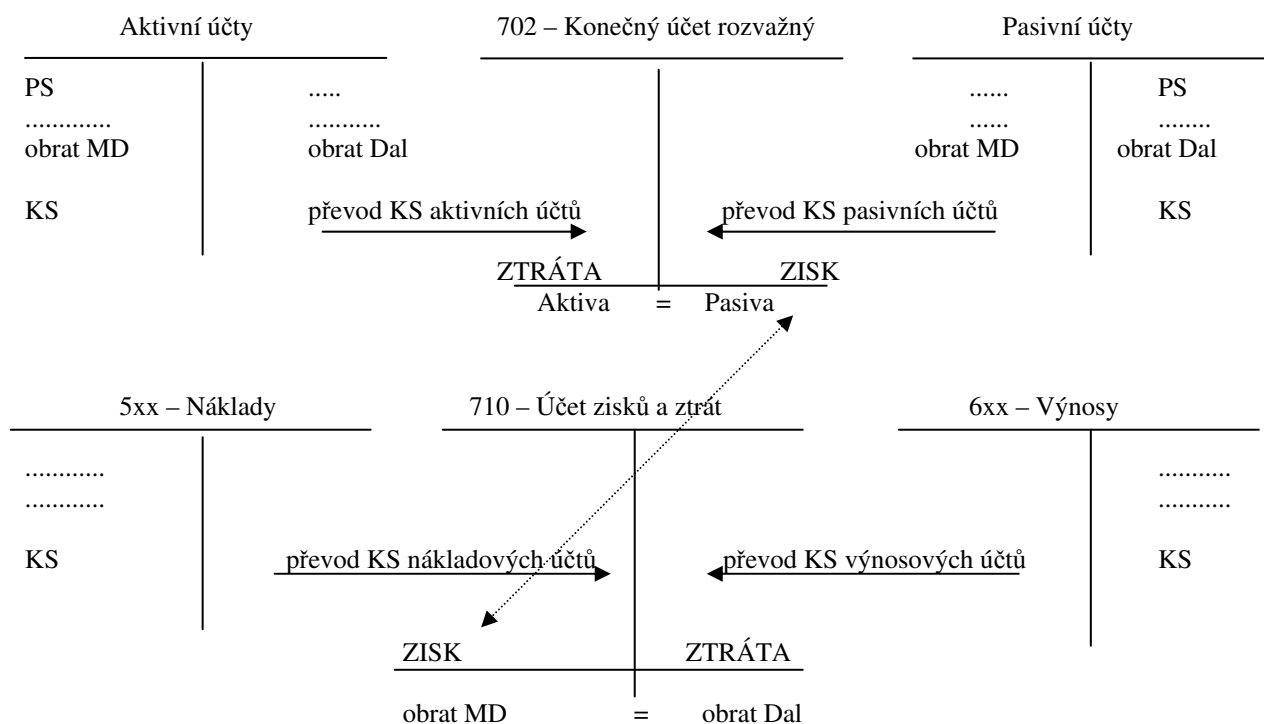 Aktivní účty 702 – Konečný účet rozvažný Pasivní účty
PS ..... ...... PS
............. ........... ...... ........
obrat MD obrat Dal obrat MD obrat Dal
KS převod KS aktivních účtů převod KS pasivních účtů KS
ZTRÁTA ZISK
Aktiva = Pasiva
5xx – Náklady 710 – Účet zisků a ztrát 6xx – Výnosy
............ ...........
............ ...........
KS převod KS nákladových účtů převod KS výnosových účtů KS
ZISK ZTRÁTA
obrat MD = obrat Dal